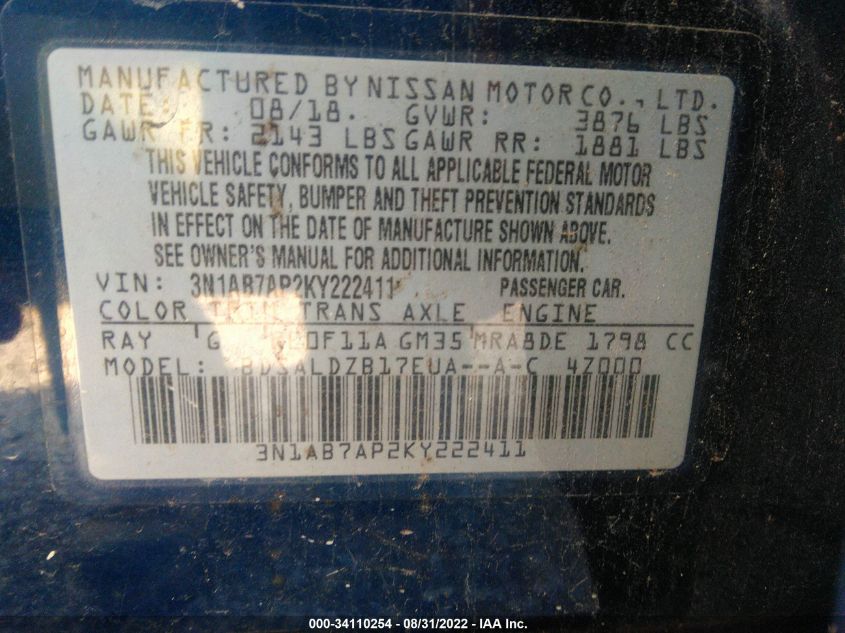 MANUFACTURED BY NISSAN MOTOR CO., LTD.
DATE: 08/18. GVWR: 3876 LBS
GAWR FR: 2143 LBS GAWR RR: 1881 LBS
THIS VEHICLE CONFORMS TO ALL APPLICABLE FEDERAL MOTOR
VEHICLE SAFETY, BUMPER AND THEFT PREVENTION STANDARDS
IN EFFECT ON THE DATE OF MANUFACTURE SHOWN ABOVE.
SEE OWNER'S MANUAL FOR ADDITIONAL INFORMATION.
VIN: 3N1AB7AP2KY222411 PASSENGER CAR.
COLOR TRIM TRANS AXLE ENGINE
RAY GM35 MRA8DE 1798 CC
MODEL: 4Z000
3N1AB7AP2KY222411
000-34110254 - 08/31/2022 - IAA Inc.